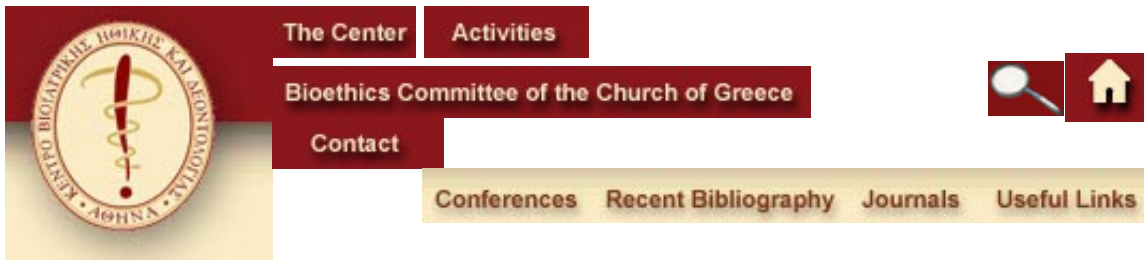 ΚΕΝΤΡΟ ΒΙΟΪΑΤΡΙΚΗΣ ΗΘΙΚΗΣ ΚΑΙ ΔΕΟΝΤΟΛΟΓΙΑΣ • ΑΘΗΝΑ •
The Center Activities
Bioethics Committee of the Church of Greece
Contact
Conferences Recent Bibliography Journals Useful Links